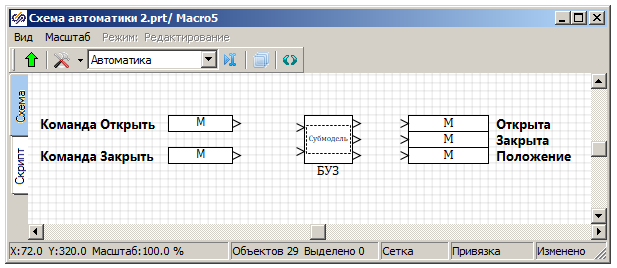 Схема автоматики 2.prt/ Macro5
Вид Масштаб Режим: Редактирование
Автоматика
Схема
Скрипт
Команда Открыть
M
Команда Закрыть
M
Субмодель
БУЗ
M
Открыта
M
Закрыта
M
Положение
X:72.0 Y:320.0 Масштаб:100.0 % Объектов 29 Выделено 0 Сетка Привязка Изменено